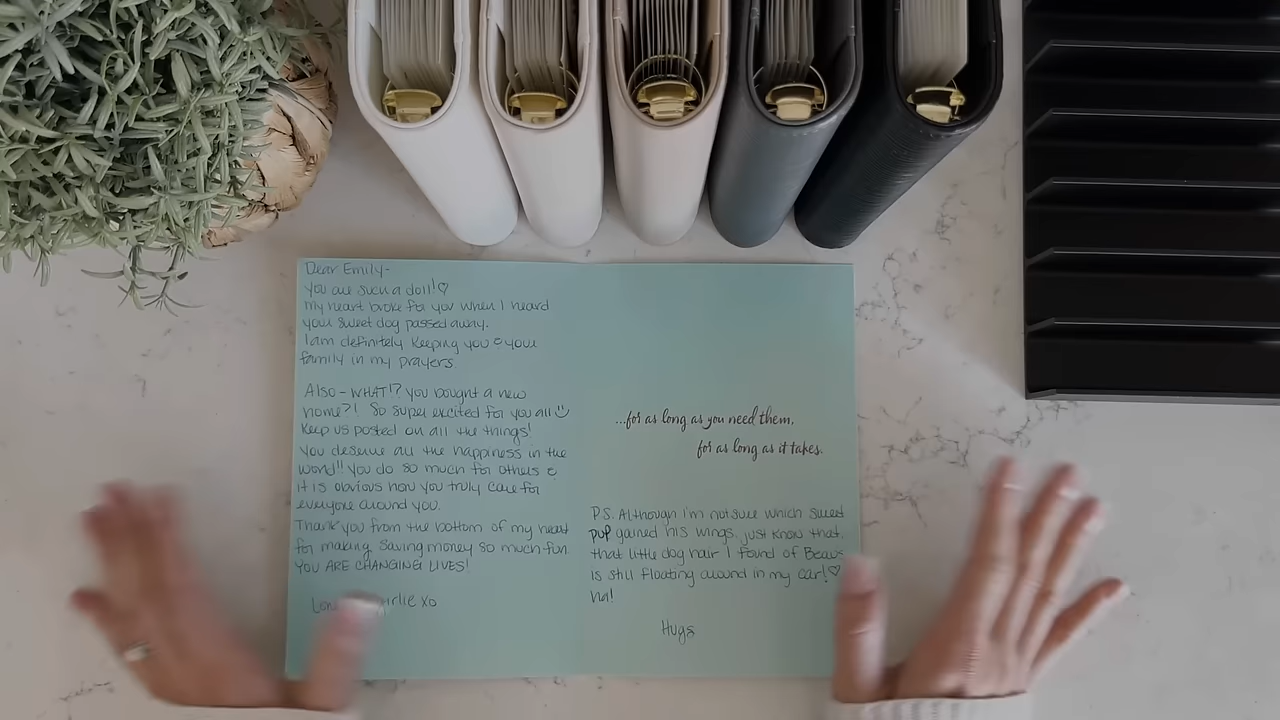 Dear Emily-
you are such a doll!♡
my heart broke for you when I heard
your sweet dog passed away.
I am definitely keeping you & your
family in my prayers
Also - WHAT!? you bought a new
home?! So super excited for you all
Keep us posted on all the things!
you deserve all the happiness in the
world!! you do so much for others &
it is obvious how you truly care for
everyone around you.
Thank you from the bottom of my heart
for making saving money so much fun.
YOU ARE CHANGING LIVES!
xo
...for as long as you need them,
for as long as it takes.
P.S. Although I'm not sure which sweet
pup gained his wings, just know that
that little dog hair I found of Beaus
is still floating around in my car!♡
ha!
Hugs